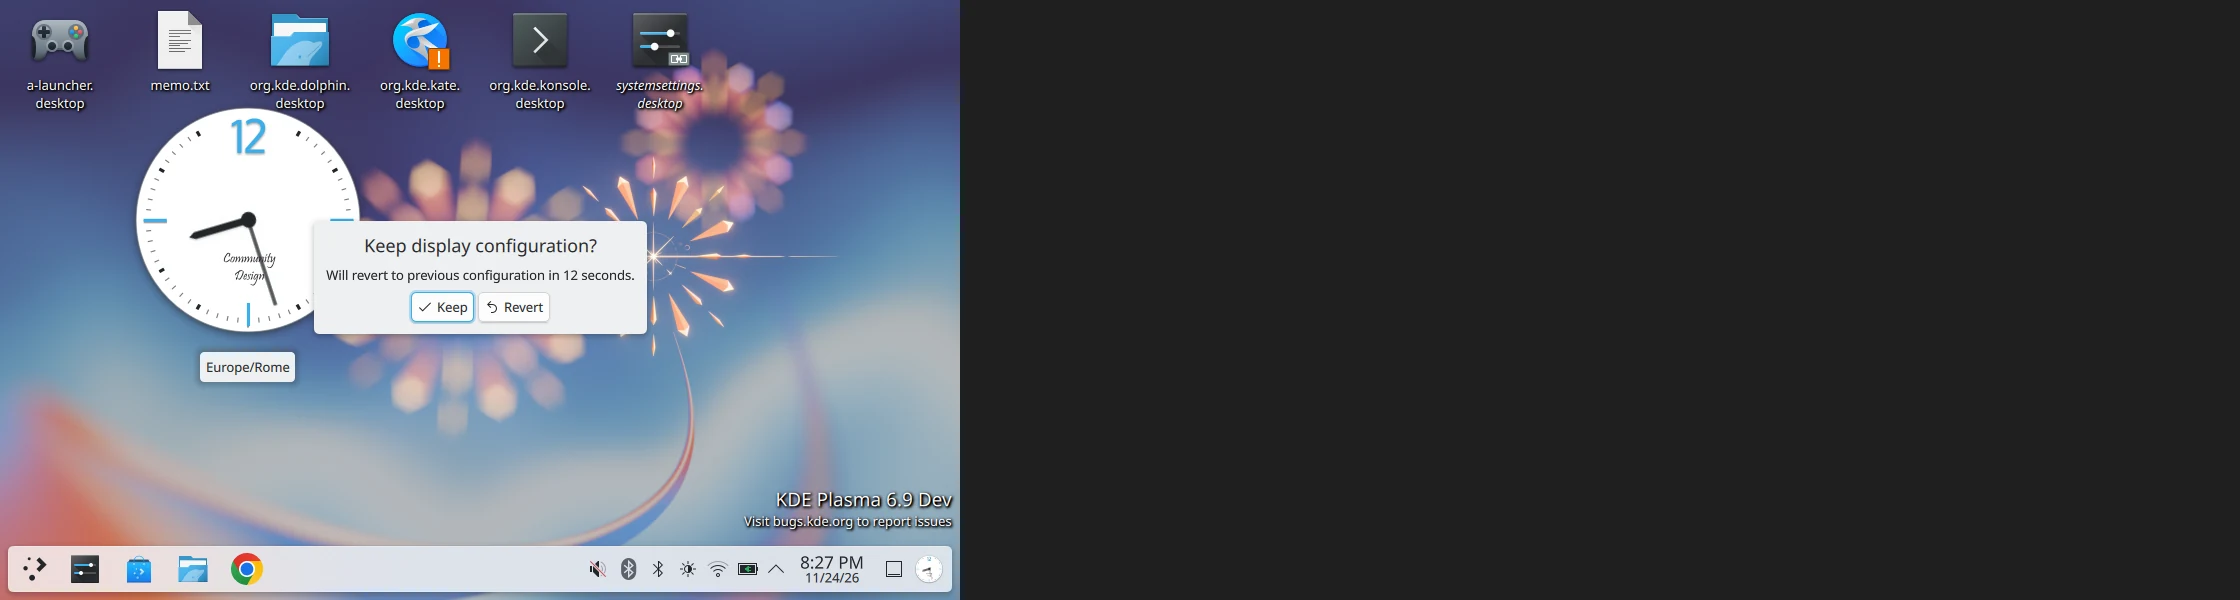 a-launcher.
desktop
memo.txt
org.kde.dolphin.
desktop
org.kde.kate.
desktop
org.kde.konsole.
desktop
systemsettings.
desktop
12
Community
Design
Europe/Rome
Keep display configuration?
Will revert to previous configuration in 12 seconds.
Keep
Revert
KDE Plasma 6.9 Dev
Visit bugs.kde.org to report issues
8:27 PM
11/24/26